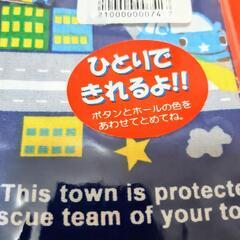 21000000074 7
ひとりで
きれるよ!!
ボタンとホールの色を
あわせてとめてね。
This town is protecte
scue team of your to